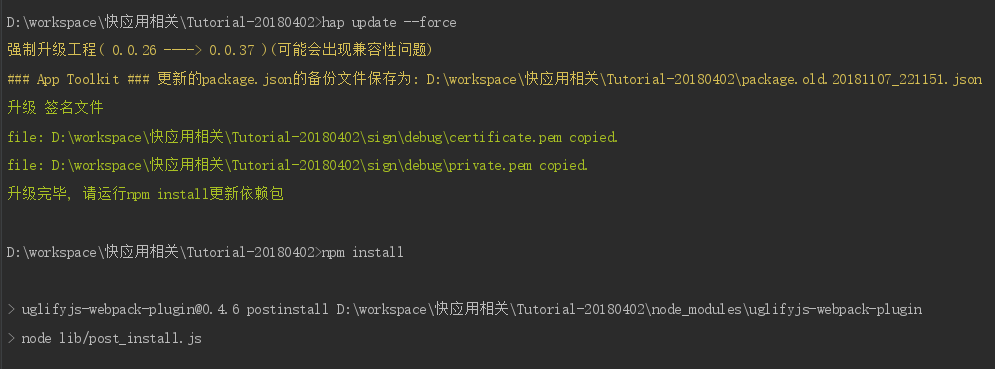 D:\workspace\快应用相关\Tutorial-20180402>hap update --force
强制升级工程( 0.0.26 ----> 0.0.37 )(可能会出现兼容性问题)
### App Toolkit ### 更新的package.json的备份文件保存为: D:\workspace\快应用相关\Tutorial-20180402\package.old.20181107_221151.json
升级 签名文件
file: D:\workspace\快应用相关\Tutorial-20180402\sign\debug\certificate.pem copied.
file: D:\workspace\快应用相关\Tutorial-20180402\sign\debug\private.pem copied.
升级完毕, 请运行npm install更新依赖包
D:\workspace\快应用相关\Tutorial-20180402>npm install
> uglifyjs-webpack-plugin@0.4.6 postinstall D:\workspace\快应用相关\Tutorial-20180402\node_modules\uglifyjs-webpack-plugin
> node lib/post_install.js